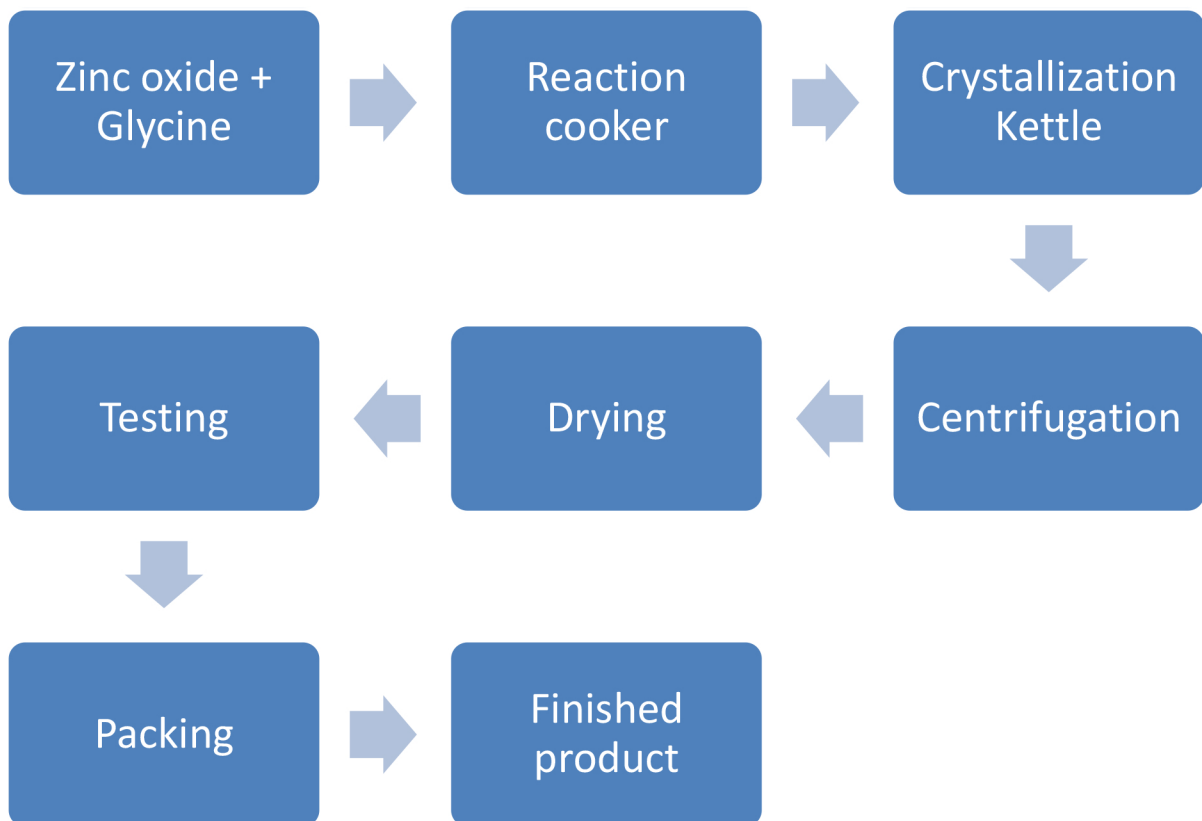 Zinc oxide +
Glycine
Reaction
cooker
Crystallization
Kettle
Centrifugation
Drying
Testing
Packing
Finished
product